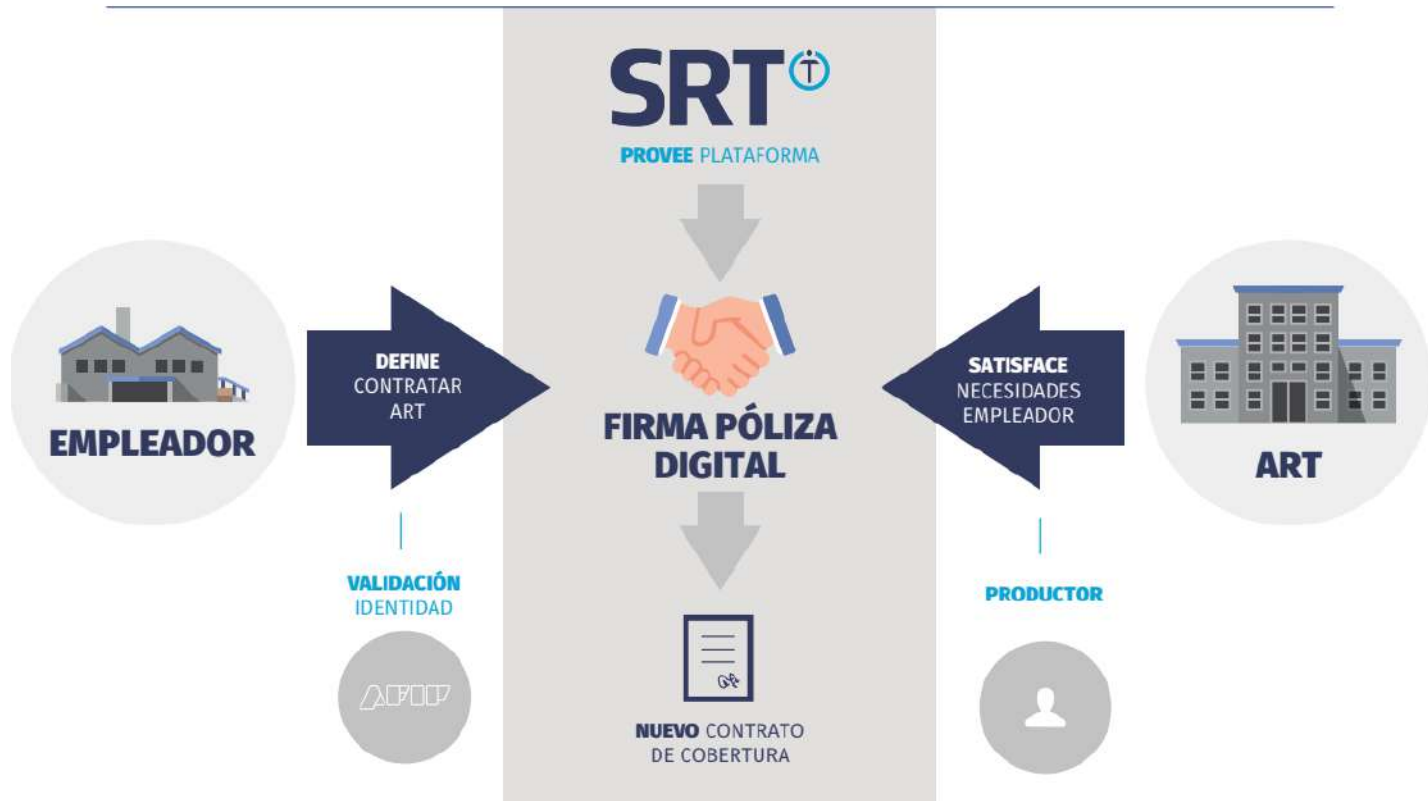 SRT
PROVEE PLATAFORMA
EMPLEADOR
DEFINE
CONTRATAR
ART
FIRMA PÓLIZA
DIGITAL
SATISFACE
NECESIDADES
EMPLEADOR
ART
VALIDACIÓN
IDENTIDAD
AFIP
PRODUCTOR
NUEVO CONTRATO
DE COBERTURA